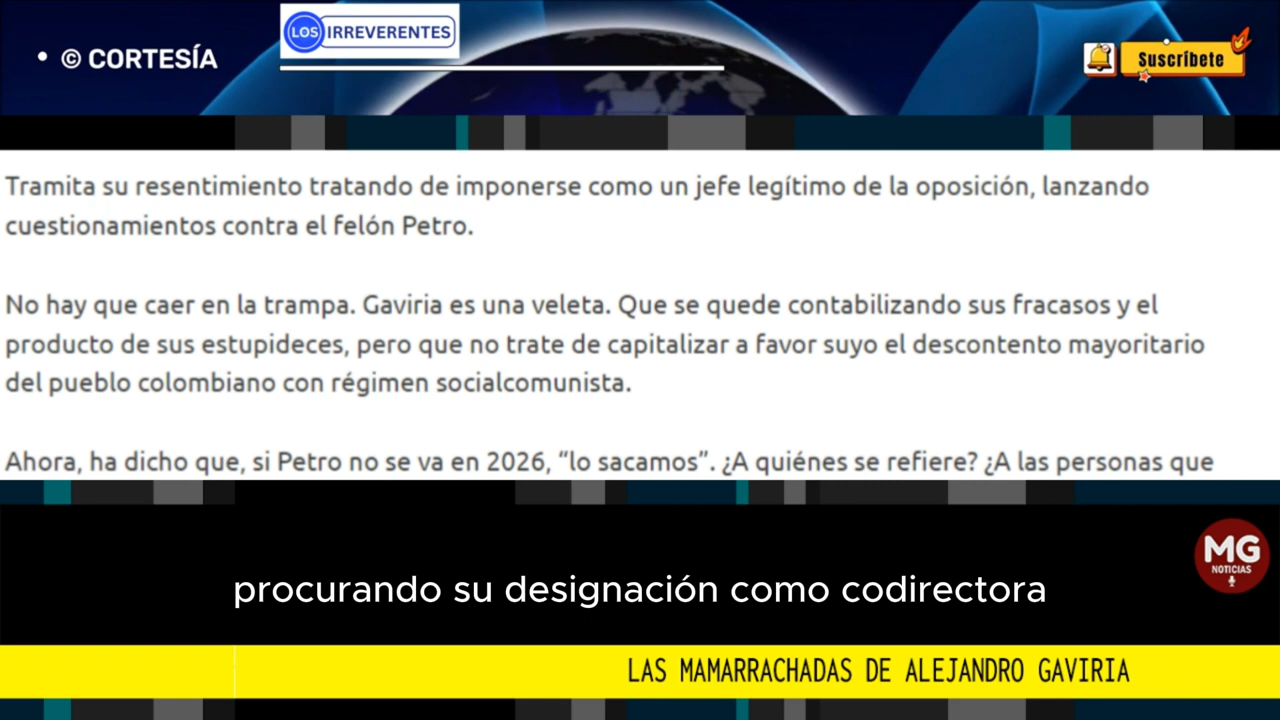 • © CORTESÍA
LOS IRREVERENTES
Suscríbete
Tramita su resentimiento tratando de imponerse como un jefe legítimo de la oposición, lanzando
cuestionamientos contra el felón Petro.
No hay que caer en la trampa. Gaviria es una veleta. Que se quede contabilizando sus fracasos y el
producto de sus estupideces, pero que no trate de capitalizar a favor suyo el descontento mayoritario
del pueblo colombiano con régimen socialcomunista.
Ahora, ha dicho que, si Petro no se va en 2026, “lo sacamos”. ¿A quiénes se refiere? ¿A las personas que
MG
NOTICIAS
procurando su designación como codirectora
LAS MAMARRACHADAS DE ALEJANDRO GAVIRIA